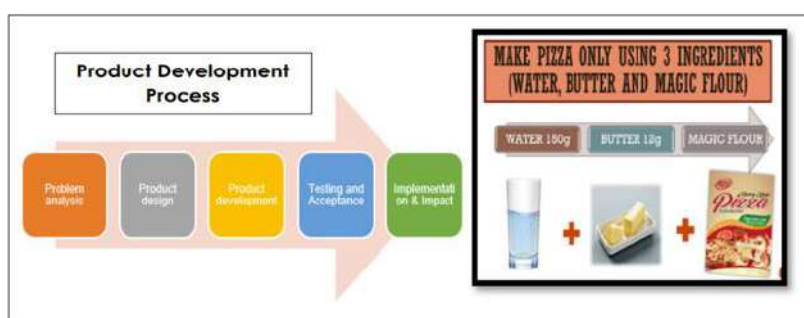 Product Development
Process
Problem
analysis
Product
design
Product
development
Testing and
Acceptance
Implementati
on & Impact
MAKE PIZZA ONLY USING 3 INGREDIENTS
(WATER, BUTTER AND MAGIC FLOUR)
WATER 150g
BUTTER 12g
MAGIC FLOUR
+
+
Pizza